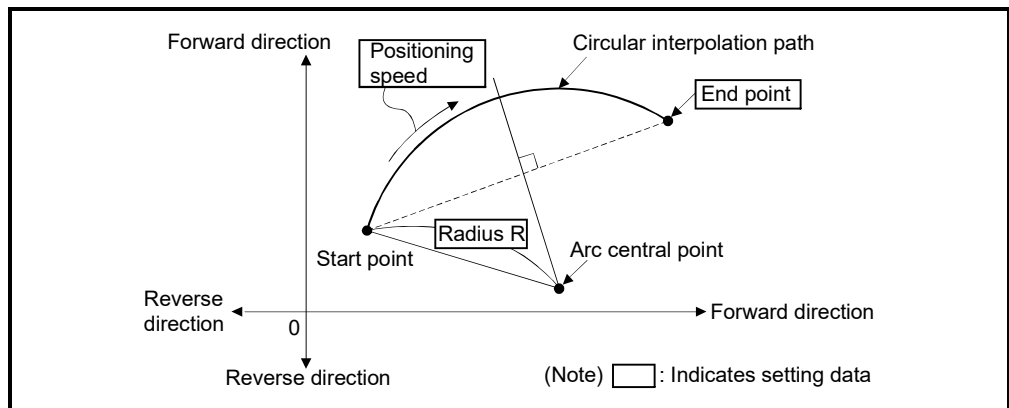 Forward direction
Positioning
speed
Circular interpolation path
End point
Radius R
Start point
Arc central point
Reverse
direction
0
Forward direction
Reverse direction
(Note) : Indicates setting data